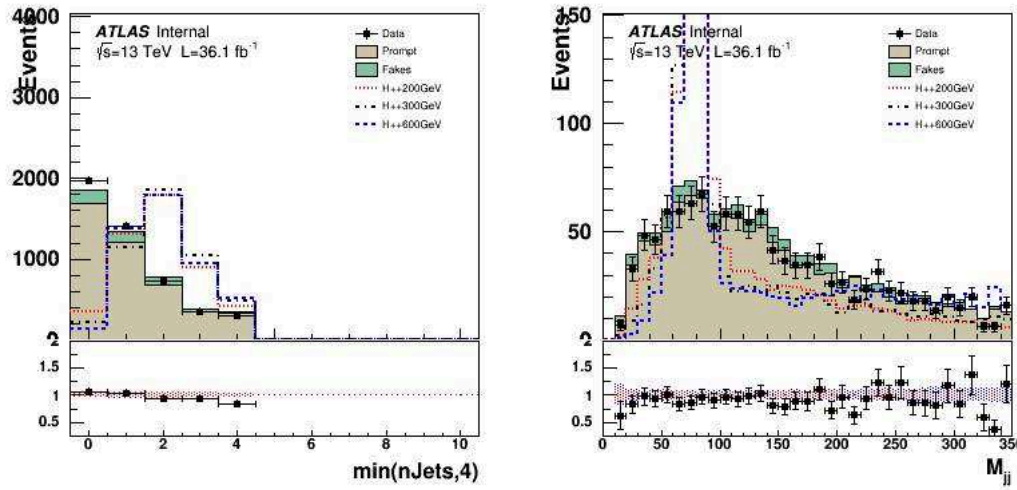 4000
3000
2000
1000
2
1.5
1
0.5
0
2
4
6
8
10
Events
ATLAS Internal
√s=13 TeV L=36.1 fb⁻¹
Data
Prompt
Fakes
H++200GeV
H++300GeV
H++600GeV
min(nJets,4)
150
100
50
2
1.5
1
0.5
0
50
100
150
200
250
300
350
Events
ATLAS Internal
√s=13 TeV L=36.1 fb⁻¹
Data
Prompt
Fakes
H++200GeV
H++300GeV
H++600GeV
M_jj